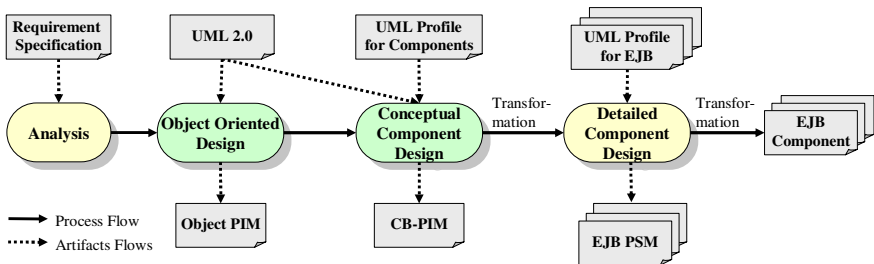 Requirement
Specification
UML 2.0
UML Profile
for Components
UML Profile
for EJB
Analysis
Object Oriented
Design
Conceptual
Component
Design
Transfor-
mation
Detailed
Component
Design
Transfor-
mation
EJB
Component
Object PIM
CB-PIM
EJB PSM
Process Flow
Artifacts Flows